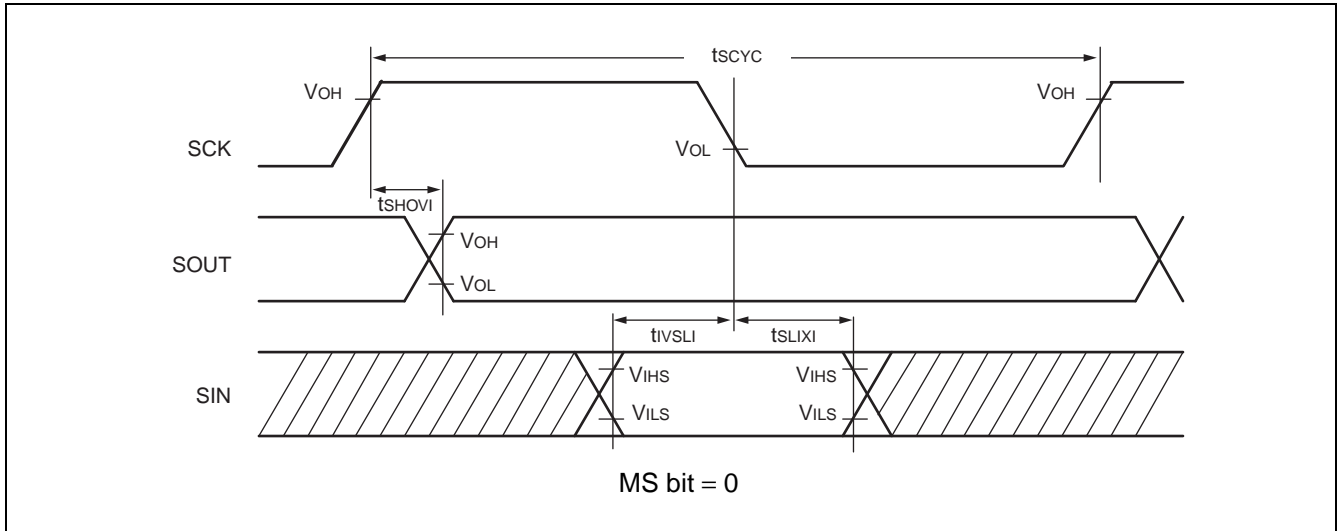 tSCYC
VOH
VOH
SCK
VOL
tSHOVI
VOH
SOUT
VOL
tIVSLI
tSLIXI
VIHS
VIHS
SIN
VILS
VILS
MS bit = 0